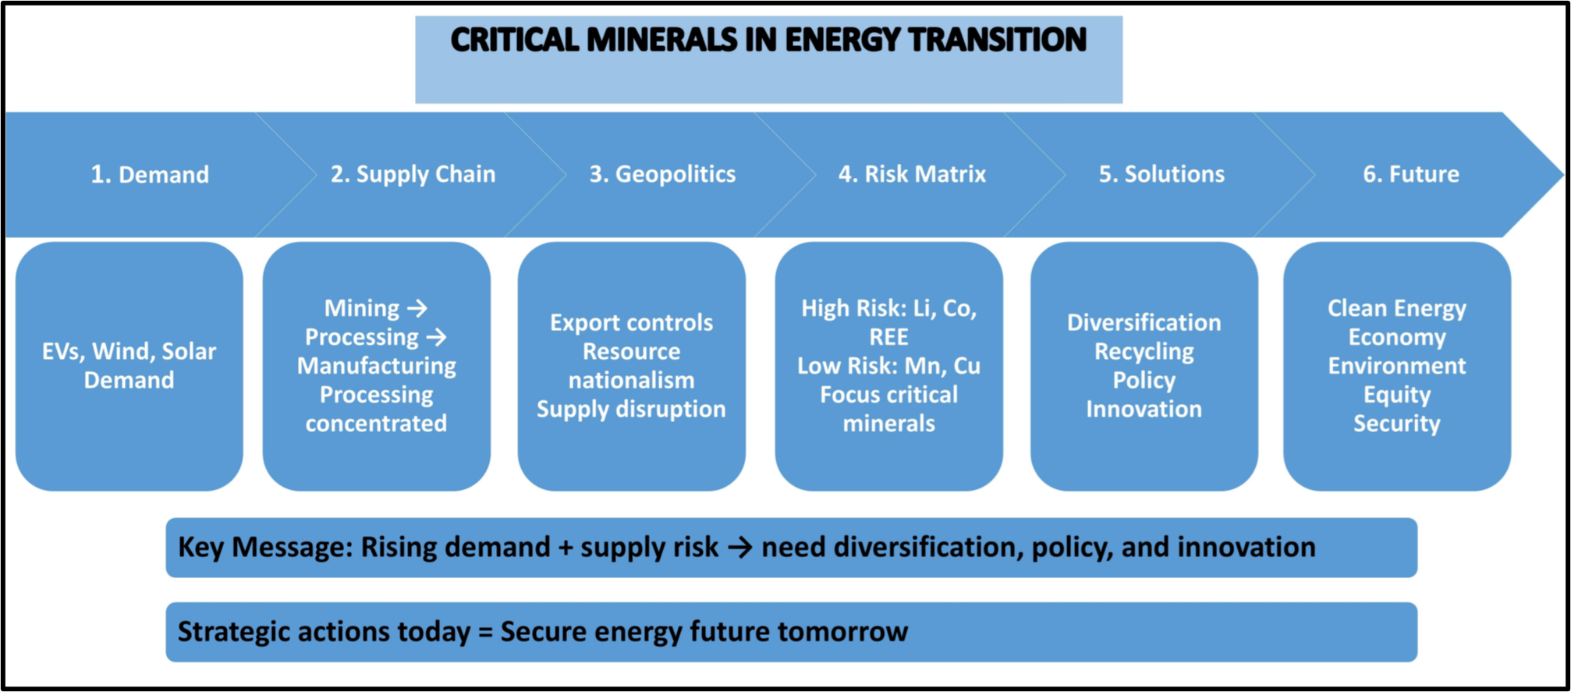 CRITICAL MINERALS IN ENERGY TRANSITION
1. Demand
2. Supply Chain
3. Geopolitics
4. Risk Matrix
5. Solutions
6. Future
EVs, Wind, Solar
Demand
Mining →
Processing →
Manufacturing
Processing
concentrated
Export controls
Resource
nationalism
Supply disruption
High Risk: Li, Co,
REE
Low Risk: Mn, Cu
Focus critical
minerals
Diversification
Recycling
Policy
Innovation
Clean Energy
Economy
Environment
Equity
Security
Key Message: Rising demand + supply risk → need diversification, policy, and innovation
Strategic actions today = Secure energy future tomorrow